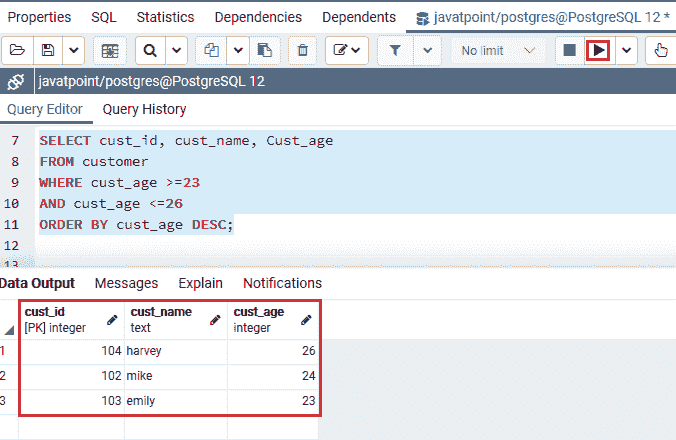 Properties SQL Statistics Dependencies Dependents javatpoint/postgres@PostgreSQL 12 *
No limit
javatpoint/postgres@PostgreSQL 12
Query Editor Query History
7 SELECT cust_id, cust_name, Cust_age
8 FROM customer
9 WHERE cust_age >=23
10 AND cust_age <=26
11 ORDER BY cust_age DESC;
12
13
Data Output Messages Explain Notifications
cust_id cust_name cust_age
[PK] integer text integer
1 104 harvey 26
2 102 mike 24
3 103 emily 23